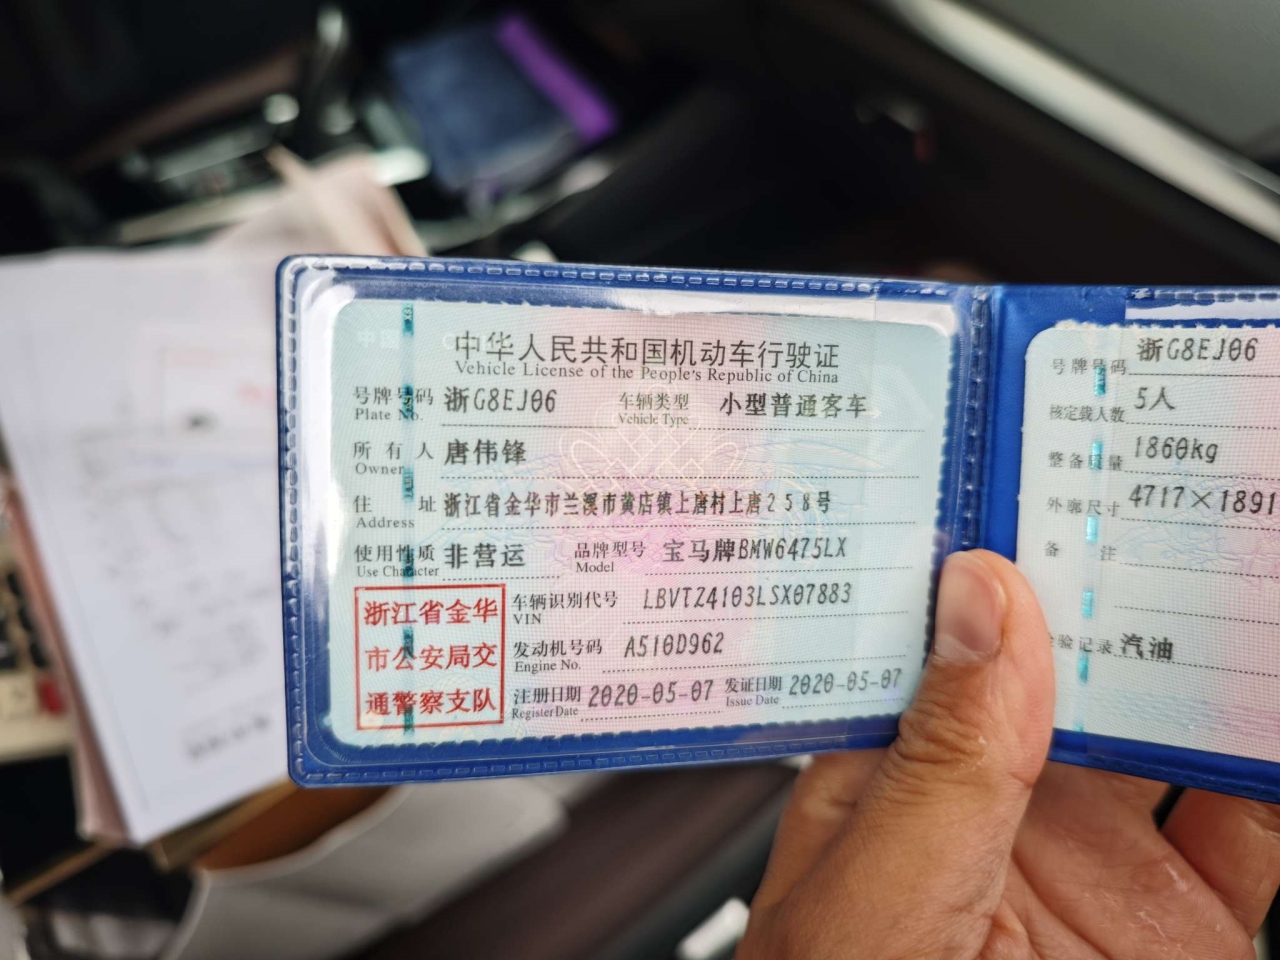 中华人民共和国机动车行驶证
Vehicle License of the People's Republic of China
号牌号码 浙G8EJ06 车辆类型 小型普通客车
Plate No. Vehicle Type
所有人 唐伟锋
Owner
住址 浙江省金华市兰溪市黄店镇上唐村上唐258号
Address
使用性质 非营运 品牌型号 宝马牌BMW6475LX
Use Character Model
浙江省金华
市公安局交
通警察支队
车辆识别代号 LBVTZ4103LSX07883
VIN
发动机号码 A510D962
Engine No.
注册日期 2020-05-07 发证日期 2020-05-07
Register Date Issue Date
号牌号码 浙G8EJ06
核定载人数 5人
整备质量 1860kg
外廓尺寸 4717×1891
备注
验记录 汽油